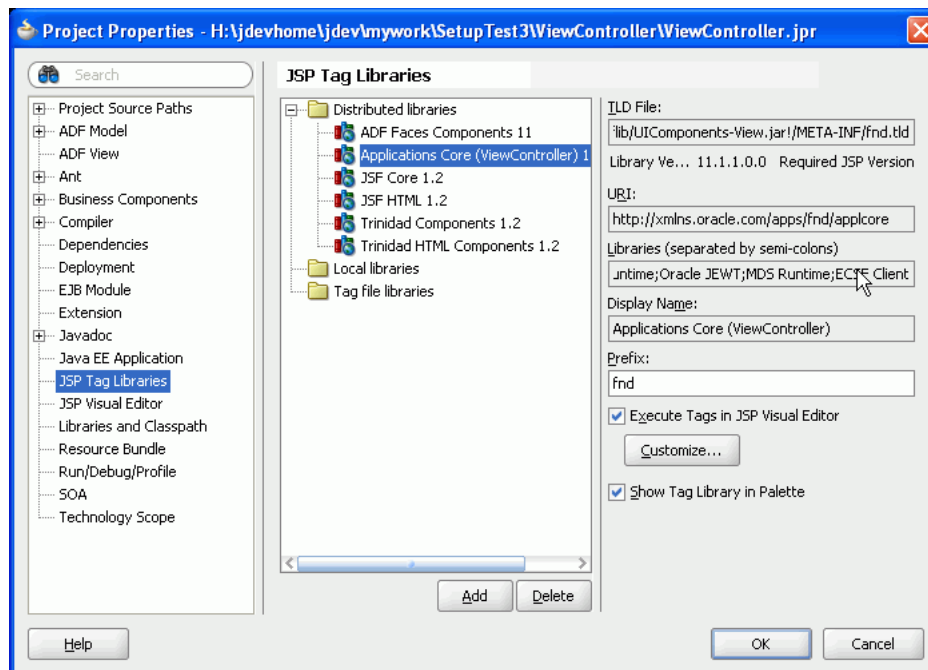 Project Properties - H:\jdevhome\jdev\mywork\SetupTest3\ViewController\ViewController.jpr
Search
Project Source Paths
ADF Model
ADF View
Ant
Business Components
Compiler
Dependencies
Deployment
EJB Module
Extension
Javadoc
Java EE Application
JSP Tag Libraries
JSP Visual Editor
Libraries and Classpath
Resource Bundle
Run/Debug/Profile
SOA
Technology Scope
JSP Tag Libraries
Distributed libraries
ADF Faces Components 11
Applications Core (ViewController) 1
JSF Core 1.2
JSF HTML 1.2
Trinidad Components 1.2
Trinidad HTML Components 1.2
Local libraries
Tag file libraries
Add Delete
TLD File:
lib/UIComponents-View.jar!/META-INF/fnd.tld
Library Ve... 11.1.1.0.0 Required JSP Version
URI:
http://xmlns.oracle.com/apps/fnd/applcore
Libraries (separated by semi-colons)
untime;Oracle JEWT;MDS Runtime;ECSF Client
Display Name:
Applications Core (ViewController)
Prefix:
fnd
Execute Tags in JSP Visual Editor
Customize...
Show Tag Library in Palette
Help OK Cancel